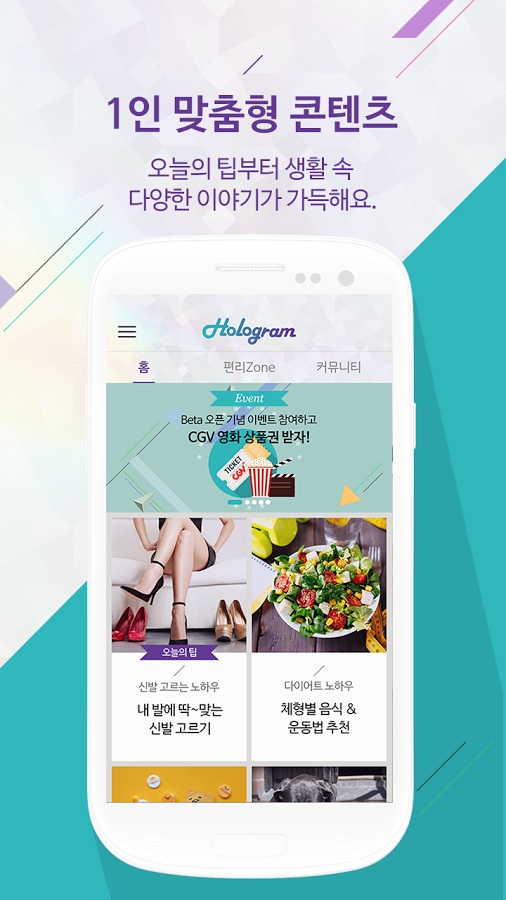 1인 맞춤형 콘텐츠
오늘의 팁부터 생활 속
다양한 이야기가 가득해요.
Hologram
홈 편리Zone 커뮤니티
Event
Beta 오픈 기념 이벤트 참여하고
CGV 영화 상품권 받자!
TICKET
CGV
오늘의 팁
신발 고르는 노하우
내 발에 딱~맞는
신발 고르기
다이어트 노하우
체형별 음식 &
운동법 추천